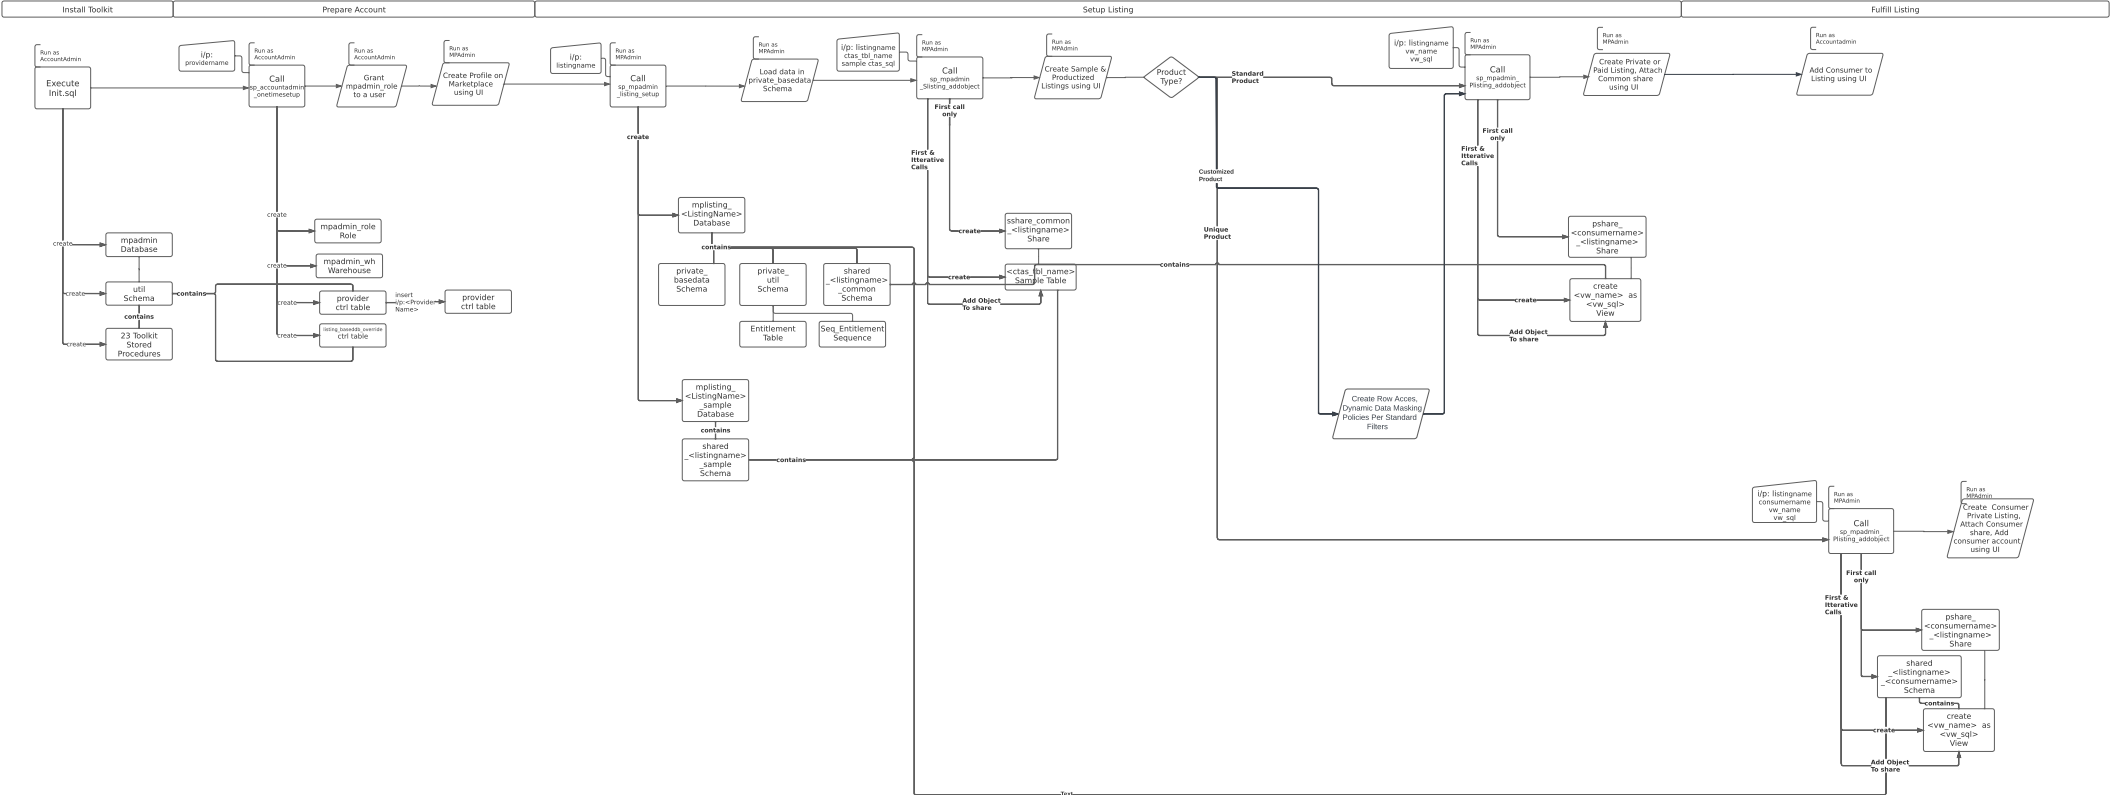 Install Toolkit
Prepare Account
Setup Listing
Fulfill Listing
Run as
AccountAdmin
Execute
Init.sql
create
mpadmin
Database
create
util
Schema
contains
contains
create
23 Toolkit
Stored
Procedures
i/p:
providername
Run as
AccountAdmin
Call
sp_accountadmin
_onetimesetup
Run as
AccountAdmin
Grant
mpadmin_role
to a user
Run as
MPAdmin
Create Profile on
Marketplace
using UI
create
mpadmin_role
Role
create
mpadmin_wh
Warehouse
create
provider
ctrl table
insert
i/p:<Provider
Name>
provider
ctrl table
create
listing_basedb_override
ctrl table
i/p:
listingname
Run as
MPAdmin
Call
sp_mpadmin
_listing_setup
create
Run as
MPAdmin
Load data in
private_basedata
Schema
mplisting_
<ListingName>
Database
contains
private_
basedata
Schema
private_
util
Schema
shared
_<listingname>
_common
Schema
Entitlement
Table
Seq_Entitlement
Sequence
mplisting_
<ListingName>
_sample
Database
contains
shared
_<listingname>
_sample
Schema
contains
i/p: listingname
ctas_tbl_name
sample ctas_sql
Run as
MPAdmin
Call
sp_mpadmin
_Slisting_addobject
First call
only
First &
Itterative
Calls
create
sshare_common
_<listingname>
Share
create
<ctas_tbl_name>
Sample Table
Add Object
To share
contains
Run as
MPAdmin
Create Sample &
Productized
Listings using UI
Product
Type?
Standard
Product
Customized
Product
Unique
Product
Create Row Acces,
Dynamic Data Masking
Policies Per Standard
Filters
i/p: listingname
vw_name
vw_sql
Run as
MPAdmin
Call
sp_mpadmin_
Plisting_addobject
First call
only
First &
Itterative
Calls
pshare_
<consumername>
_<listingname>
Share
create
create
<vw_name> as
<vw_sql>
View
Add Object
To share
Run as
MPAdmin
Create Private or
Paid Listing, Attach
Common share
using UI
Run as
Accountadmin
Add Consumer to
Listing using UI
i/p: listingname
consumername
vw_name
vw_sql
Run as
MPAdmin
Call
sp_mpadmin_
Plisting_addobject
Run as
MPAdmin
Create Consumer
Private Listing,
Attach Consumer
share, Add
consumer account
using UI
First call
only
First &
Itterative
Calls
pshare_
<consumername>
_<listingname>
Share
shared
_<listingname>
_<consumername>
Schema
contains
create
create
<vw_name> as
<vw_sql>
View
Add Object
To share
Text